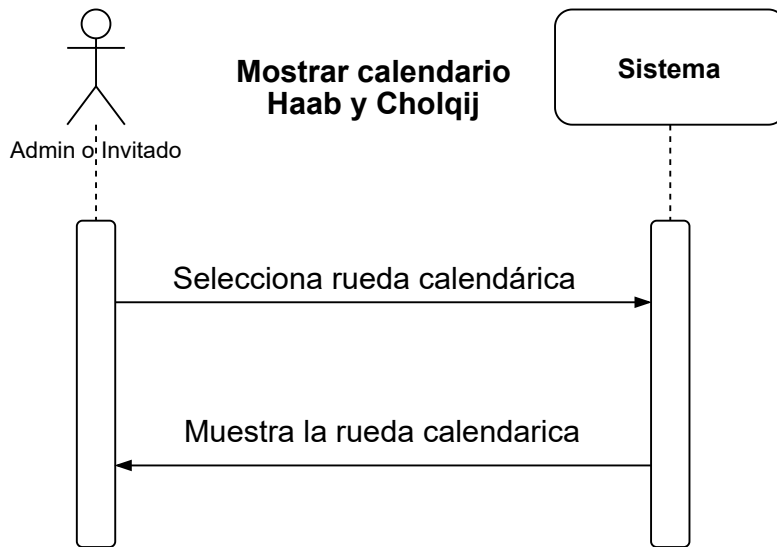 Mostrar calendario
Haab y Cholqij
Sistema
Admin o Invitado
Selecciona rueda calendárica
Muestra la rueda calendarica